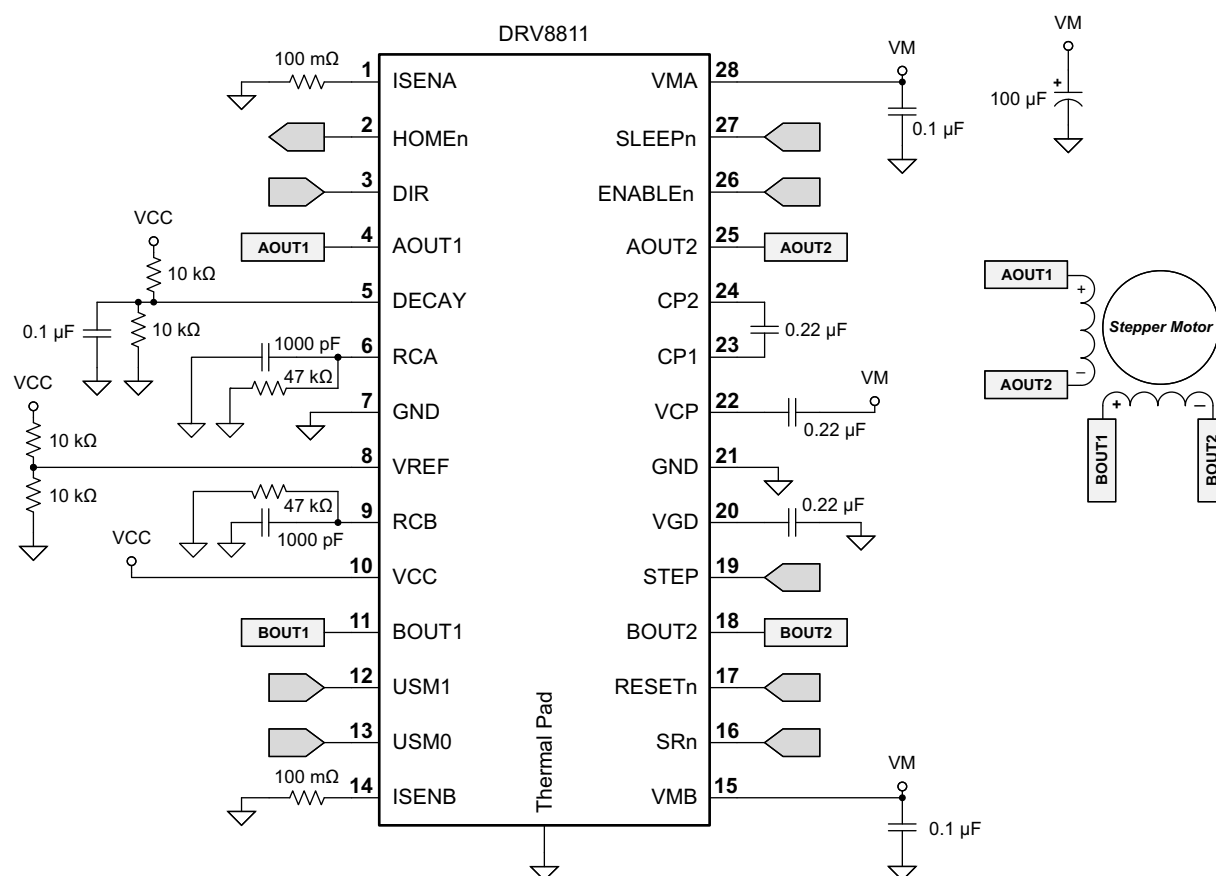 DRV8811
100 mΩ
1
ISENA
2
HOMEn
3
DIR
VCC
AOUT1
4
AOUT1
10 kΩ
5
DECAY
0.1 µF
10 kΩ
1000 pF
6
RCA
47 kΩ
VCC
7
GND
10 kΩ
8
VREF
10 kΩ
47 kΩ
9
RCB
1000 pF
VCC
10
VCC
BOUT1
11
BOUT1
12
USM1
13
USM0
100 mΩ
14
ISENB
Thermal Pad
VMA
28
VM
0.1 µF
SLEEPn
27
ENABLEn
26
AOUT2
25
AOUT2
CP2
24
0.22 µF
CP1
23
VCP
22
VM
0.22 µF
GND
21
VGD
20
0.22 µF
STEP
19
BOUT2
18
BOUT2
RESETn
17
SRn
16
VMB
15
VM
0.1 µF
VM
+
100 µF
AOUT1
+
Stepper Motor
–
AOUT2
+
–
BOUT1
BOUT2